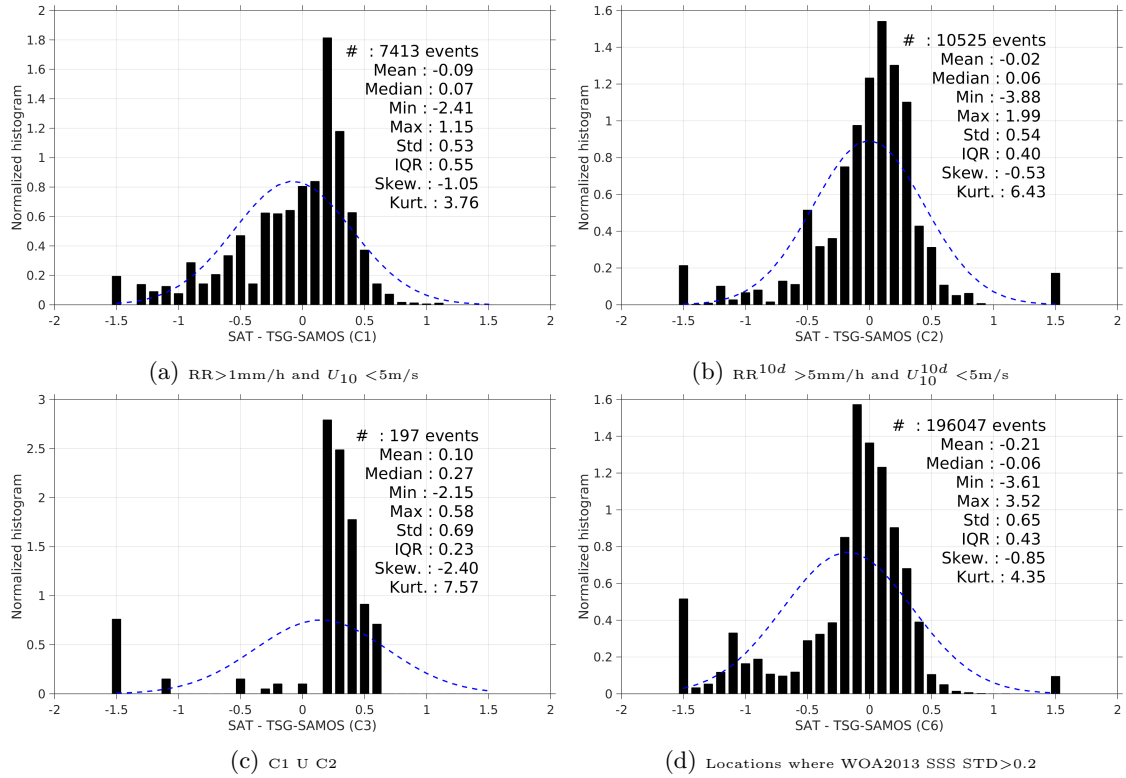 Normalized histogram
2
1.8
1.6
1.4
1.2
1
0.8
0.6
0.4
0.2
0
# : 7413 events
Mean : -0.09
Median : 0.07
Min : -2.41
Max : 1.15
Std : 0.53
IQR : 0.55
Skew. : -1.05
Kurt. : 3.76
-2 -1.5 -1 -0.5 0 0.5 1 1.5 2
SAT - TSG-SAMOS (C1)
(a) RR>1mm/h and U10 <5m/s
Normalized histogram
1.6
1.4
1.2
1
0.8
0.6
0.4
0.2
0
# : 10525 events
Mean : -0.02
Median : 0.06
Min : -3.88
Max : 1.99
Std : 0.54
IQR : 0.40
Skew. : -0.53
Kurt. : 6.43
-2 -1.5 -1 -0.5 0 0.5 1 1.5 2
SAT - TSG-SAMOS (C2)
(b) RR^10d >5mm/h and U10^10d <5m/s
Normalized histogram
3
2.5
2
1.5
1
0.5
0
# : 197 events
Mean : 0.10
Median : 0.27
Min : -2.15
Max : 0.58
Std : 0.69
IQR : 0.23
Skew. : -2.40
Kurt. : 7.57
-2 -1.5 -1 -0.5 0 0.5 1 1.5 2
SAT - TSG-SAMOS (C3)
(c) C1 U C2
Normalized histogram
1.6
1.4
1.2
1
0.8
0.6
0.4
0.2
0
# : 196047 events
Mean : -0.21
Median : -0.06
Min : -3.61
Max : 3.52
Std : 0.65
IQR : 0.43
Skew. : -0.85
Kurt. : 4.35
-2 -1.5 -1 -0.5 0 0.5 1 1.5 2
SAT - TSG-SAMOS (C6)
(d) Locations where WOA2013 SSS STD>0.2